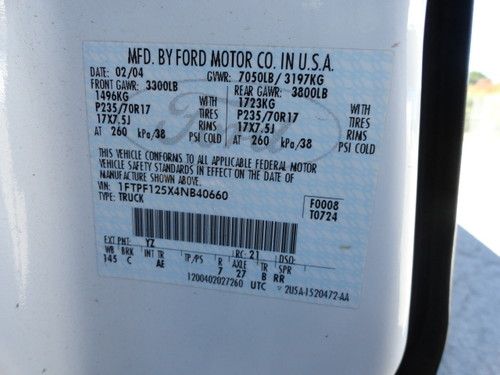 MFD. BY FORD MOTOR CO. IN U.S.A.
DATE: 02/04 GVWR: 7050LB/ 3197KG
FRONT GAWR: 3300LB REAR GAWR: 3800LB
1496KG WITH 1723KG WITH
P235/70R17 TIRES P235/70R17 TIRES
17X7.5J RIMS 17X7.5J RIMS
AT 260 kPa/38 PSI COLD AT 260 kPa/38 PSI COLD
THIS VEHICLE CONFORMS TO ALL APPLICABLE FEDERAL MOTOR
VEHICLE SAFETY STANDARDS IN EFFECT ON THE DATE OF
MANUFACTURE SHOWN ABOVE.
VIN: 1FTPF125X4NB40660 F0008
TYPE: TRUCK T0724
EXT PNT: YZ RC: 21 DSO:
WB BRK INT TR TP/PS R AXLE TR SPR
145 C AE 7 27 B RR
1200402027260 UTC 2U5A-1520472-AA
Ford